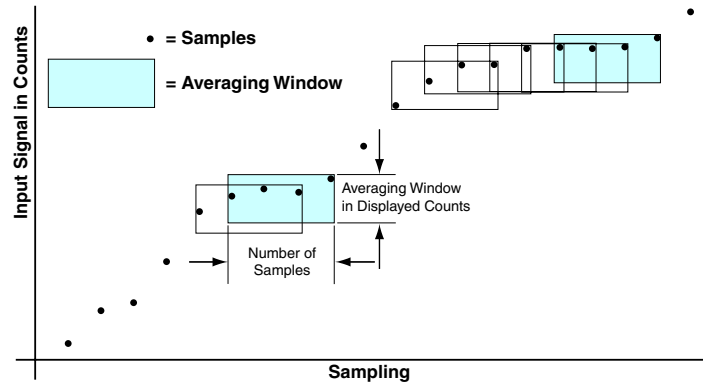 = Samples
= Averaging Window
Input Signal in Counts
Averaging Window
in Displayed Counts
Number of
Samples
Sampling